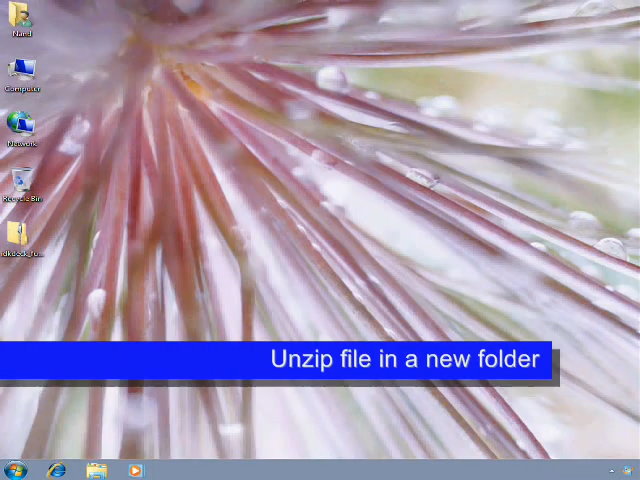 Nand
Computer
Network
Recycle Bin
Unzip file in a new folder